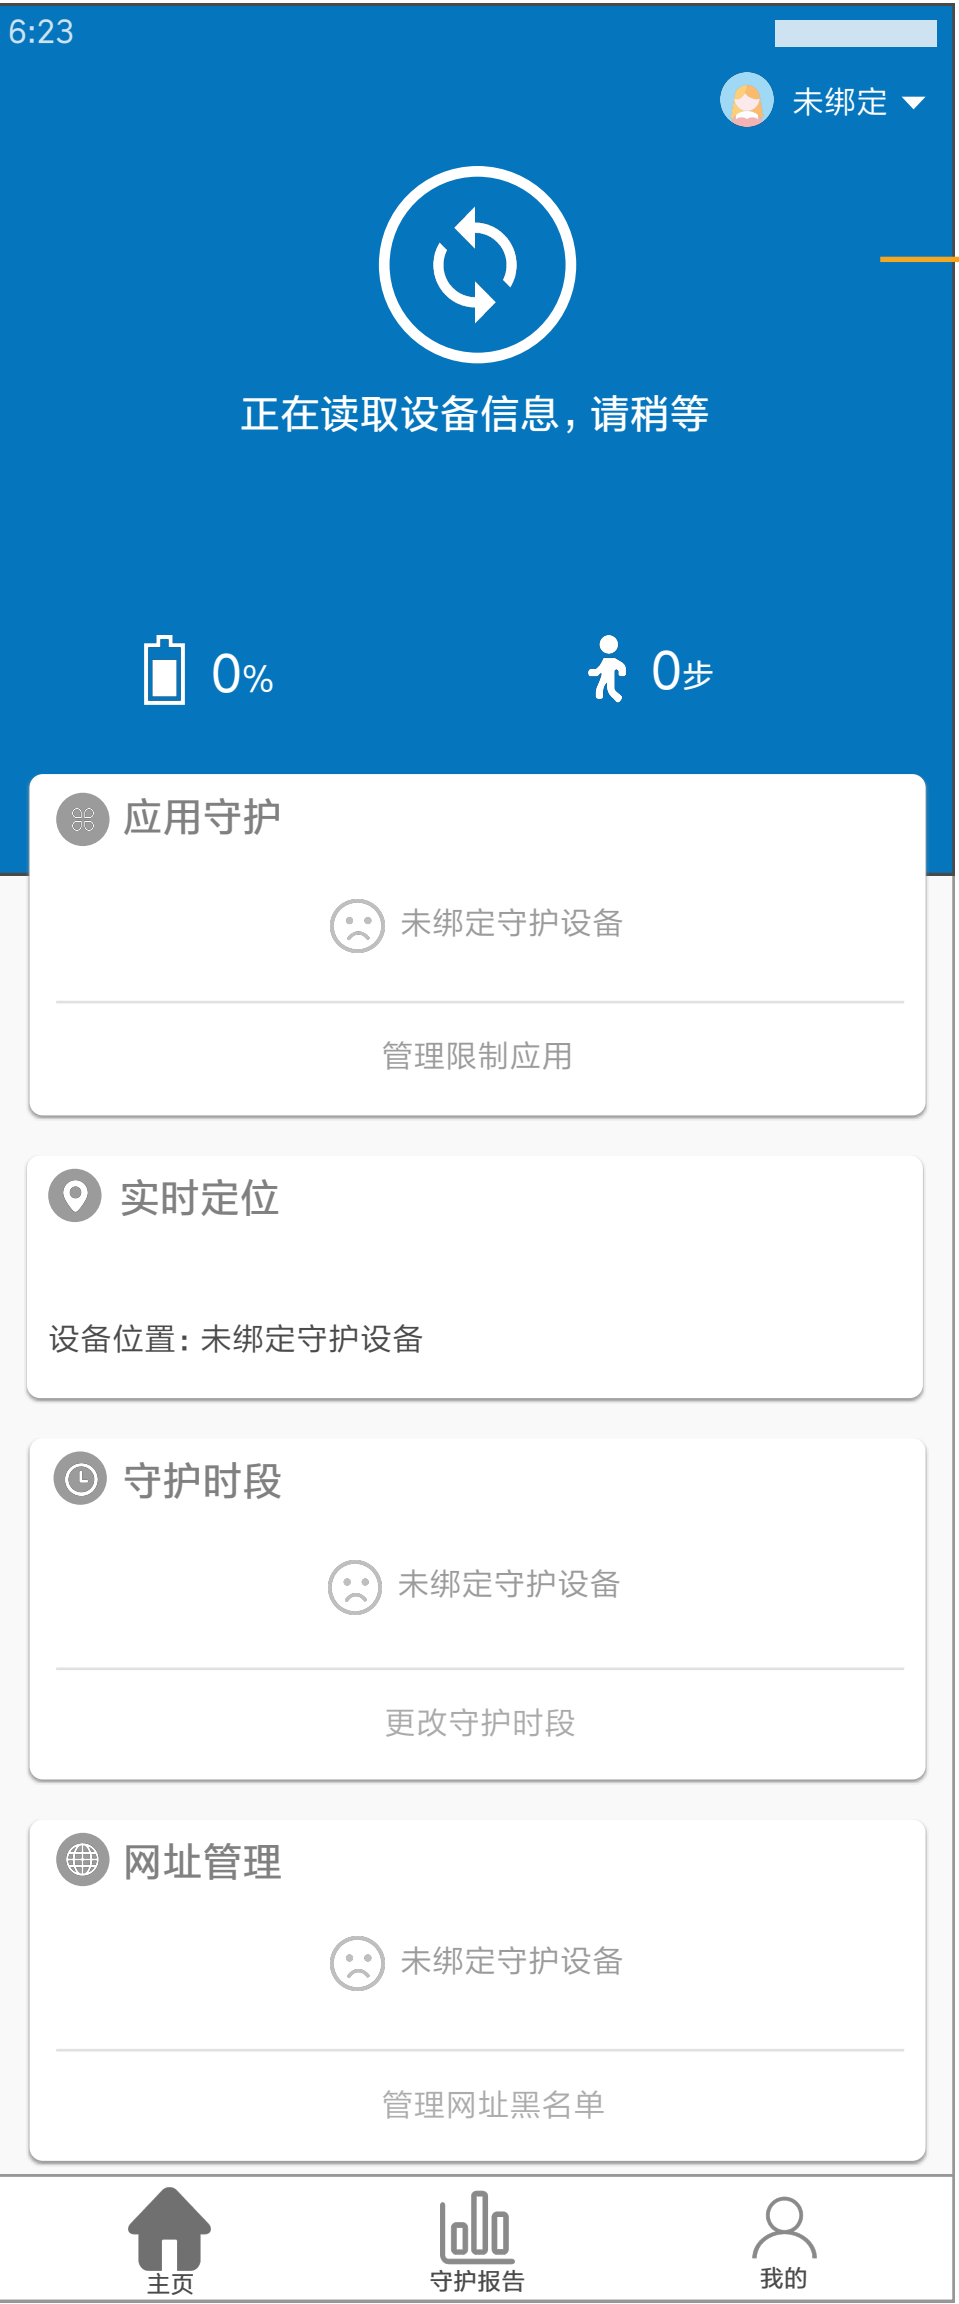 6:23
未绑定
正在读取设备信息，请稍等
0%
0步
应用守护
未绑定守护设备
管理限制应用
实时定位
设备位置：未绑定守护设备
守护时段
未绑定守护设备
更改守护时段
网址管理
未绑定守护设备
管理网址黑名单
主页
守护报告
我的